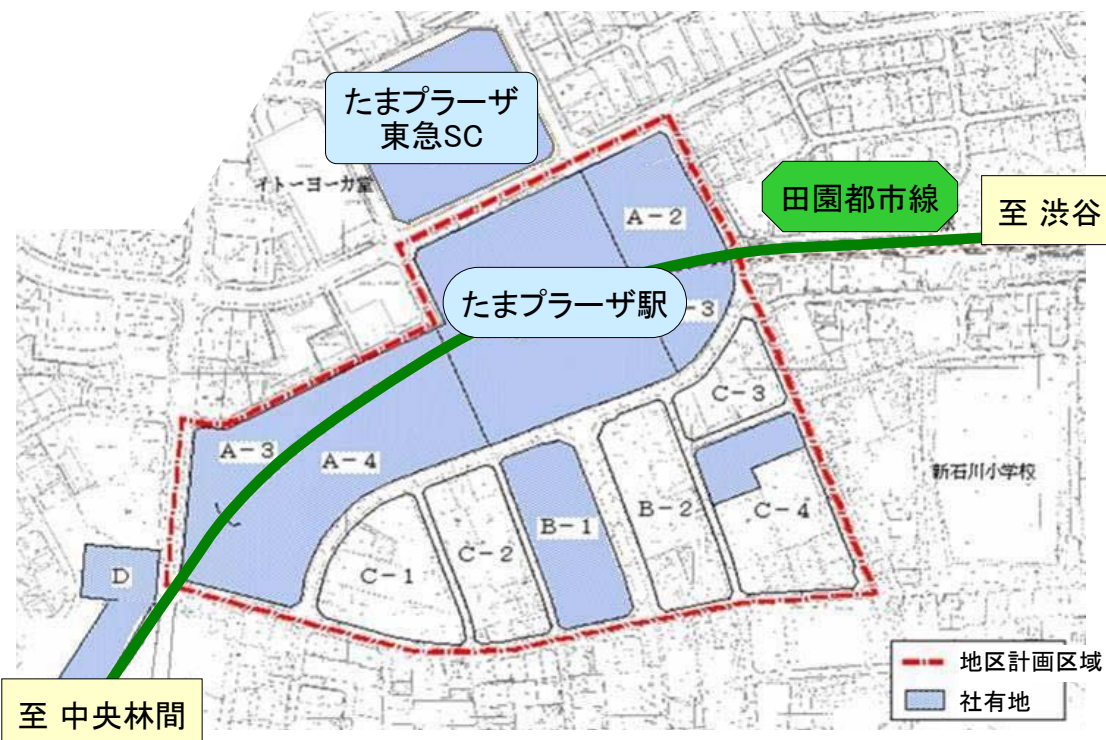 たまプラーザ
東急SC
イトーヨーカ堂
A-2
田園都市線
至 渋谷
たまプラーザ駅
-3
C-3
A-3
A-4
新石川小学校
B-2
C-4
B-1
C-2
C-1
D
地区計画区域
社有地
至 中央林間